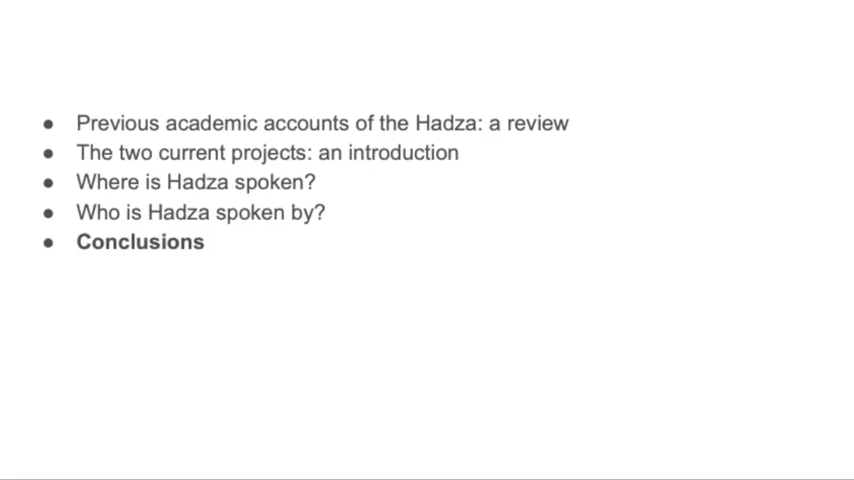 ● Previous academic accounts of the Hadza: a review
● The two current projects: an introduction
● Where is Hadza spoken?
● Who is Hadza spoken by?
● Conclusions